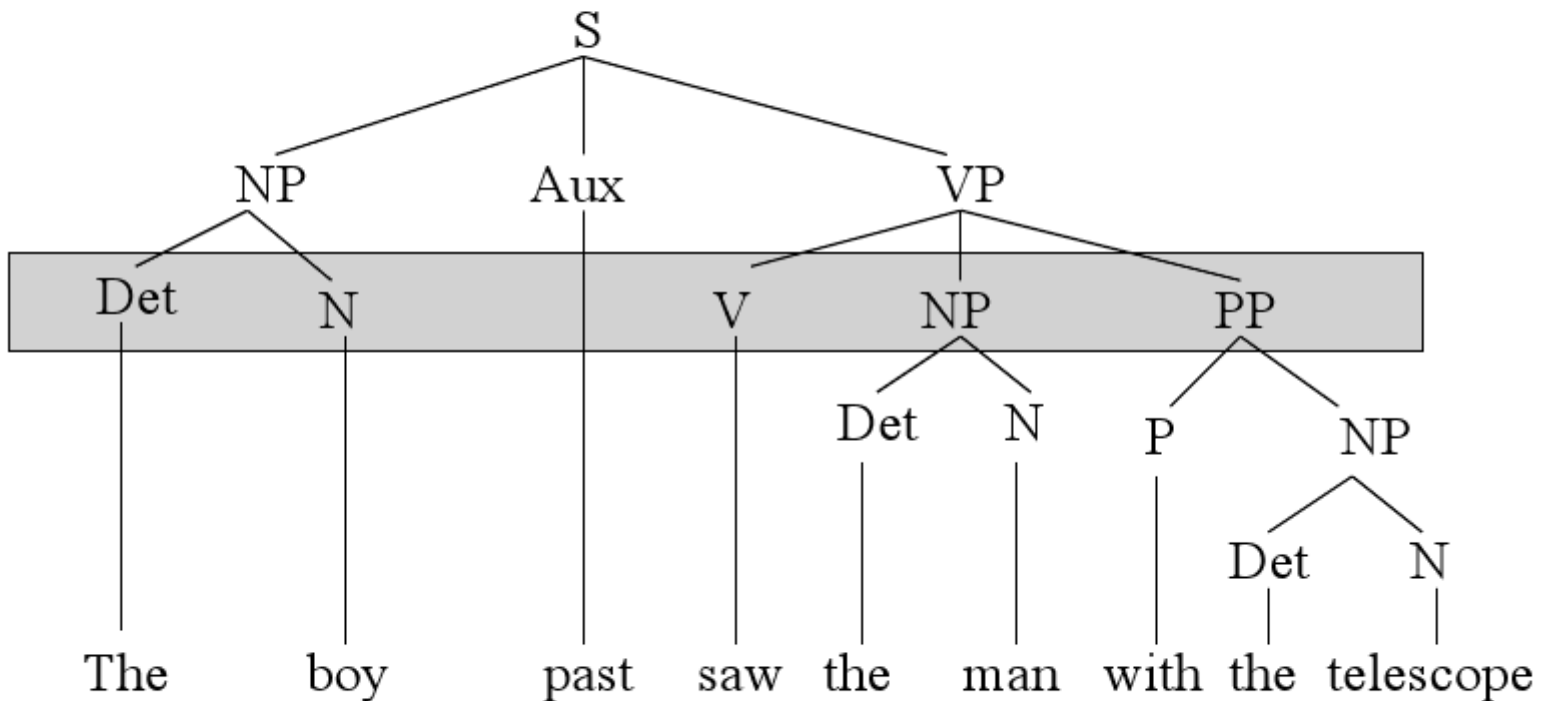 S
NP Aux VP
Det N V NP PP
Det N P NP
Det N
The boy past saw the man with the telescope